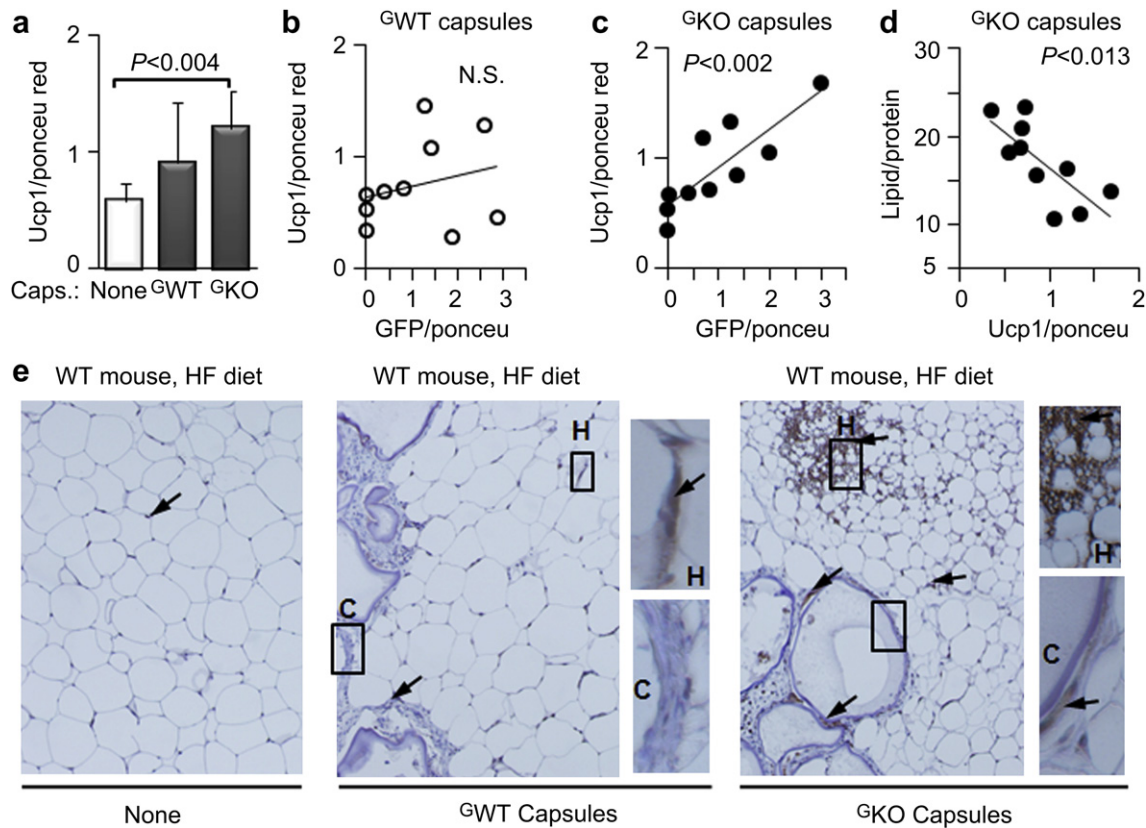 a
Ucp1/ponceu red
2
1
0
P<0.004
Caps.: None GWT GKO
b
GWT capsules
Ucp1/ponceu red
2
1
0
N.S.
0 1 2 3
GFP/ponceu
c
GKO capsules
Ucp1/ponceu red
2
1
0
P<0.002
0 1 2 3
GFP/ponceu
d
GKO capsules
Lipid/protein
30
20
10
5
P<0.013
0 1 2
Ucp1/ponceu
e
WT mouse, HF diet
WT mouse, HF diet
WT mouse, HF diet
H
C
H
C
H
H
C
None
GWT Capsules
GKO Capsules